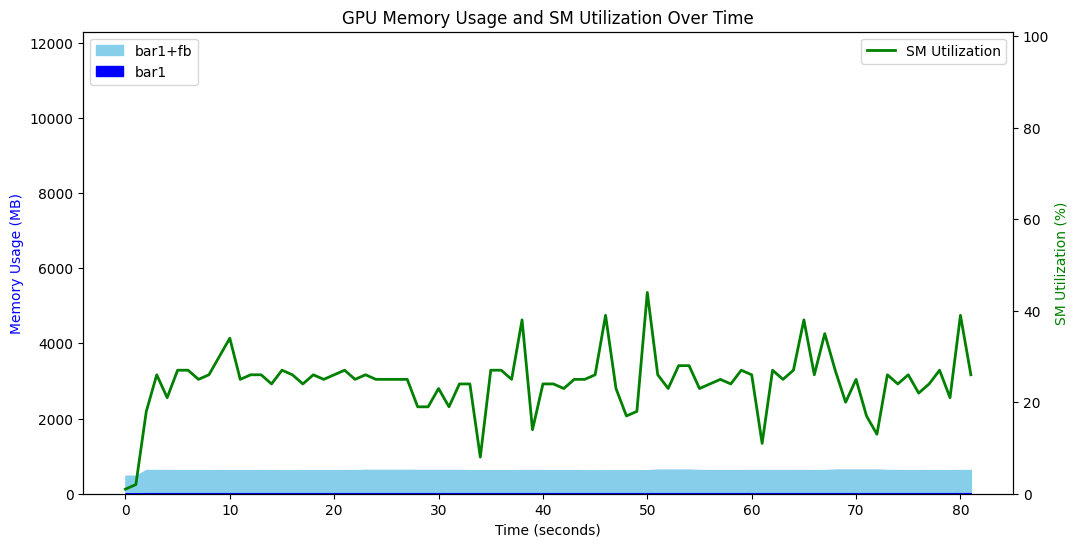 GPU Memory Usage and SM Utilization Over Time
bar1+fb
bar1
SM Utilization
Memory Usage (MB)
12000
10000
8000
6000
4000
2000
0
100
80
60
40
20
0
SM Utilization (%)
0 10 20 30 40 50 60 70 80
Time (seconds)